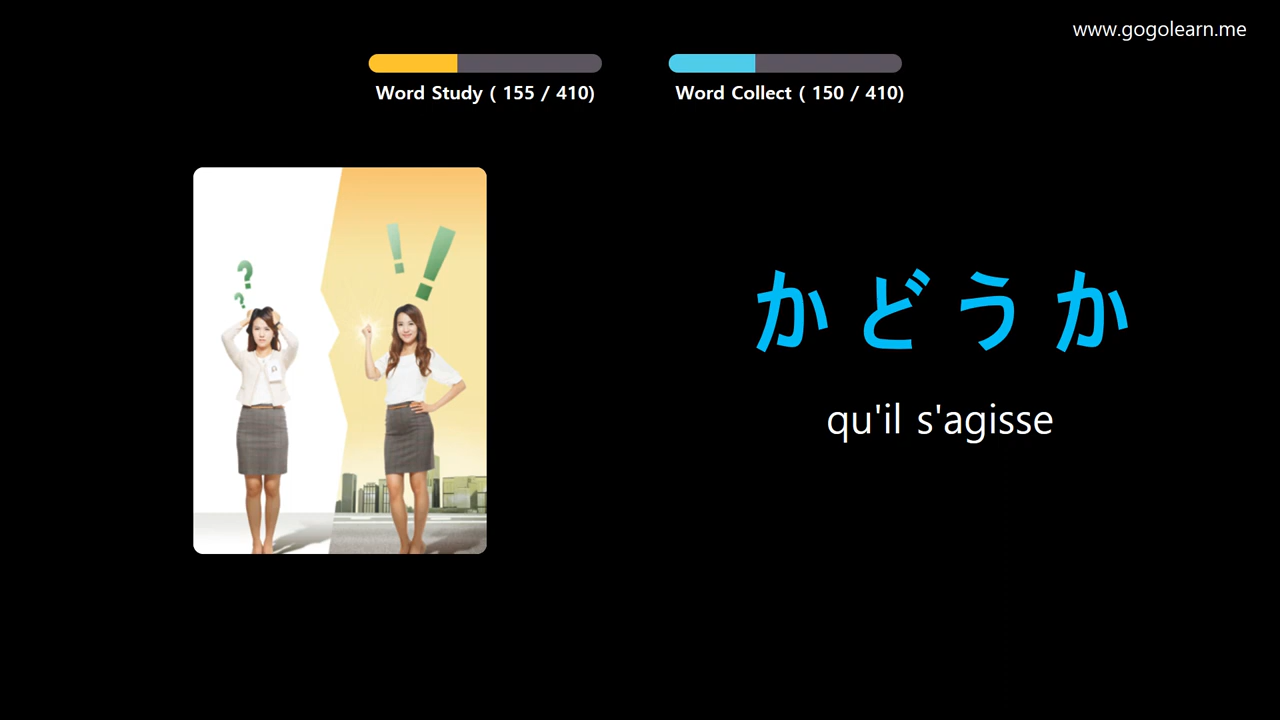 www.gogolearn.me
Word Study ( 155 / 410)
Word Collect ( 150 / 410)
? ?
! !
かどうか
qu'il s'agisse